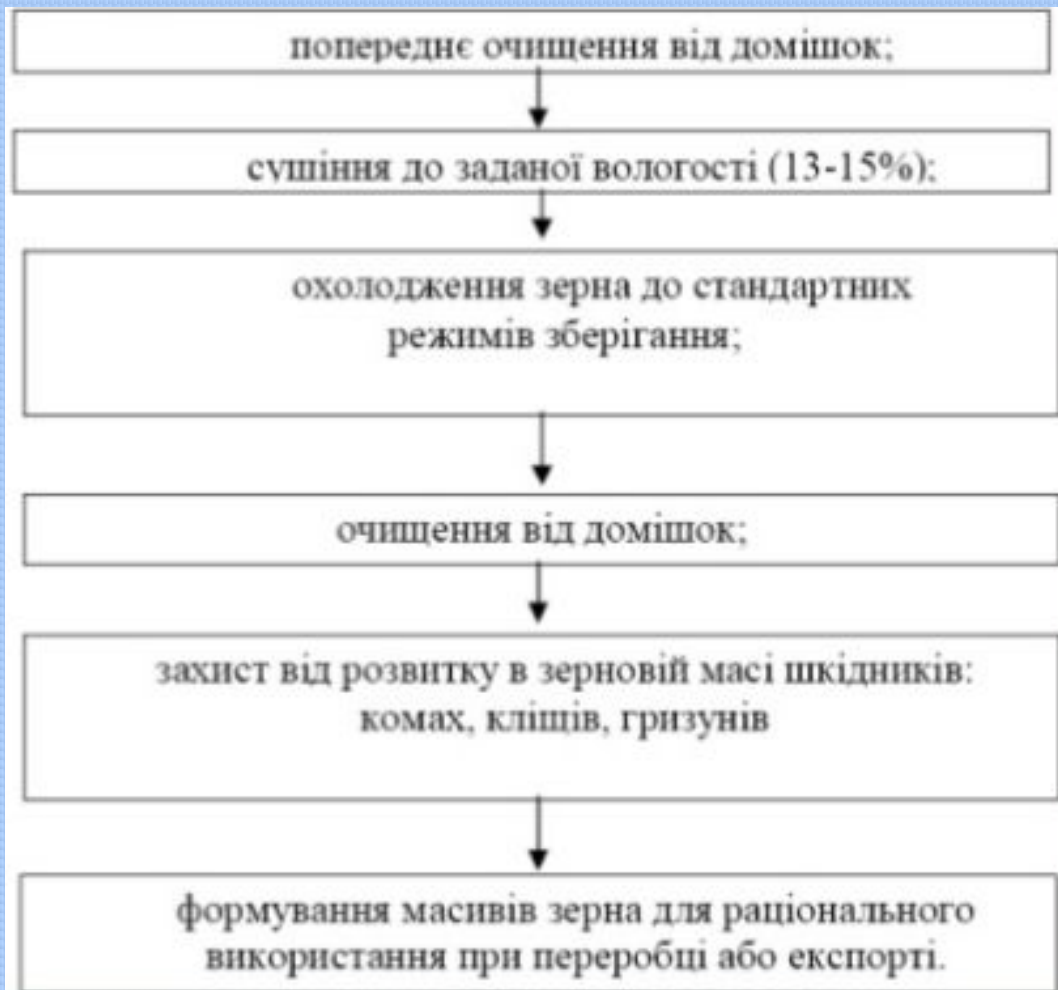 попереднє очищення від домішок;
сушіння до заданої вологості (13-15%);
охолодження зерна до стандартних
режимів зберігання;
очищення від домішок;
захист від розвитку в зерновій масі шкідників:
комах, кліщів, гризунів
формування масивів зерна для раціонального
використання при переробці або експорті.